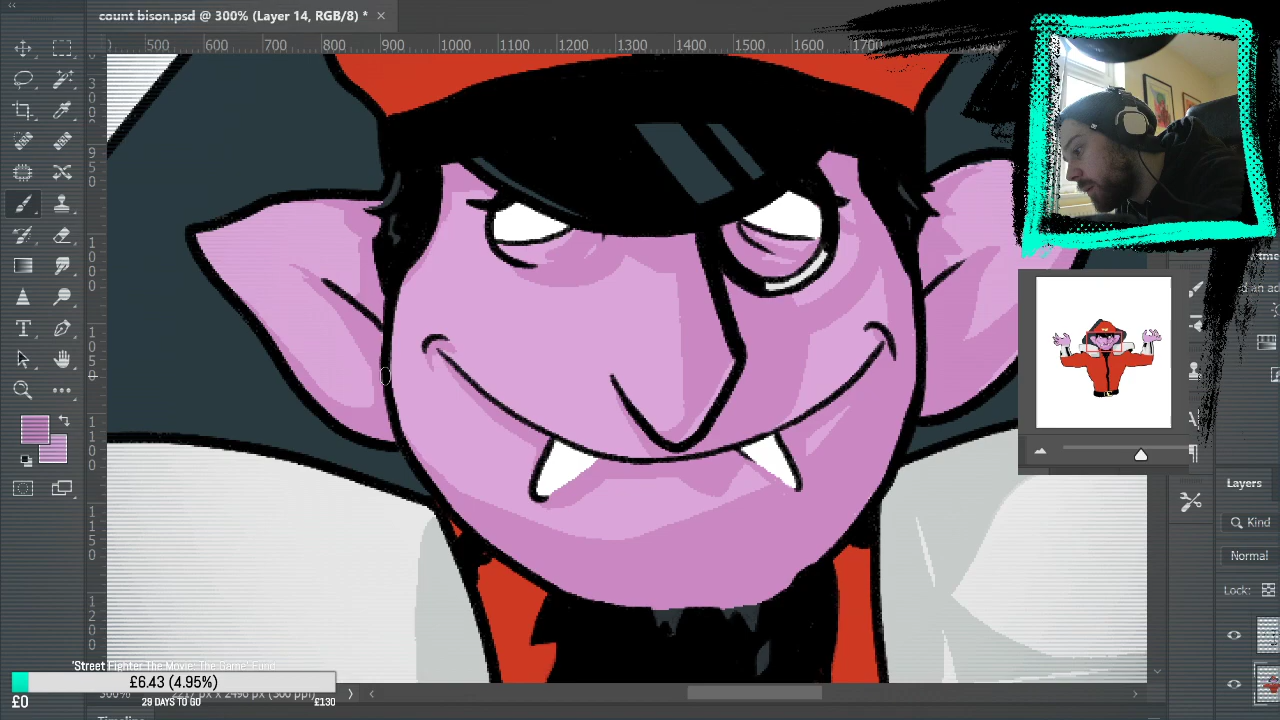 count bison.psd @ 300% (Layer 14, RGB/8) *
500 600 700 800 900 1000 1100 1200 1300 1400 1500 1600 1700
Layers
Kind
Normal
Lock:
'Street Fighter The Movie: The Game' Fund
£6.43 (4.95%)
£0
29 DAYS TO GO
£130
300%